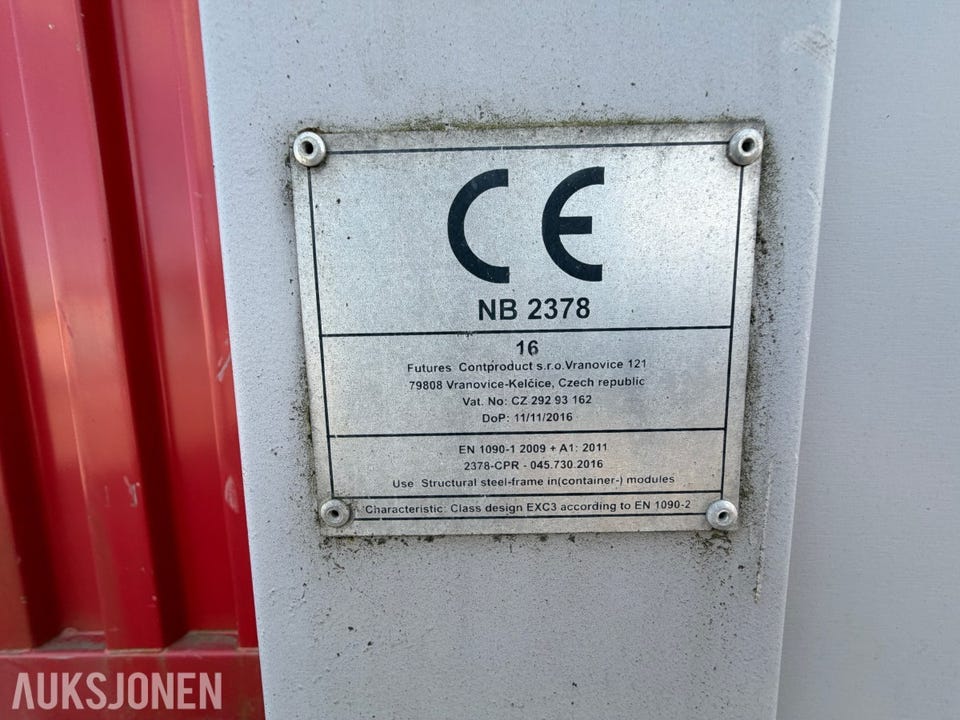 CE
NB 2378
16
Futures Contproduct s.r.o.Vranovice 121
79808 Vranovice-Kelčice, Czech republic
Vat. No: CZ 292 93 162
DoP: 11/11/2016
EN 1090-1 2009 + A1: 2011
2378-CPR - 045.730.2016
Use Structural steel-frame in(container-) modules
Characteristic: Class design EXC3 according to EN 1090-2
AUKSJONEN